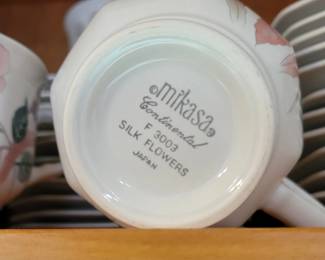 ©mikasa®
Continental
F 3003
SILK FLOWERS
JAPAN